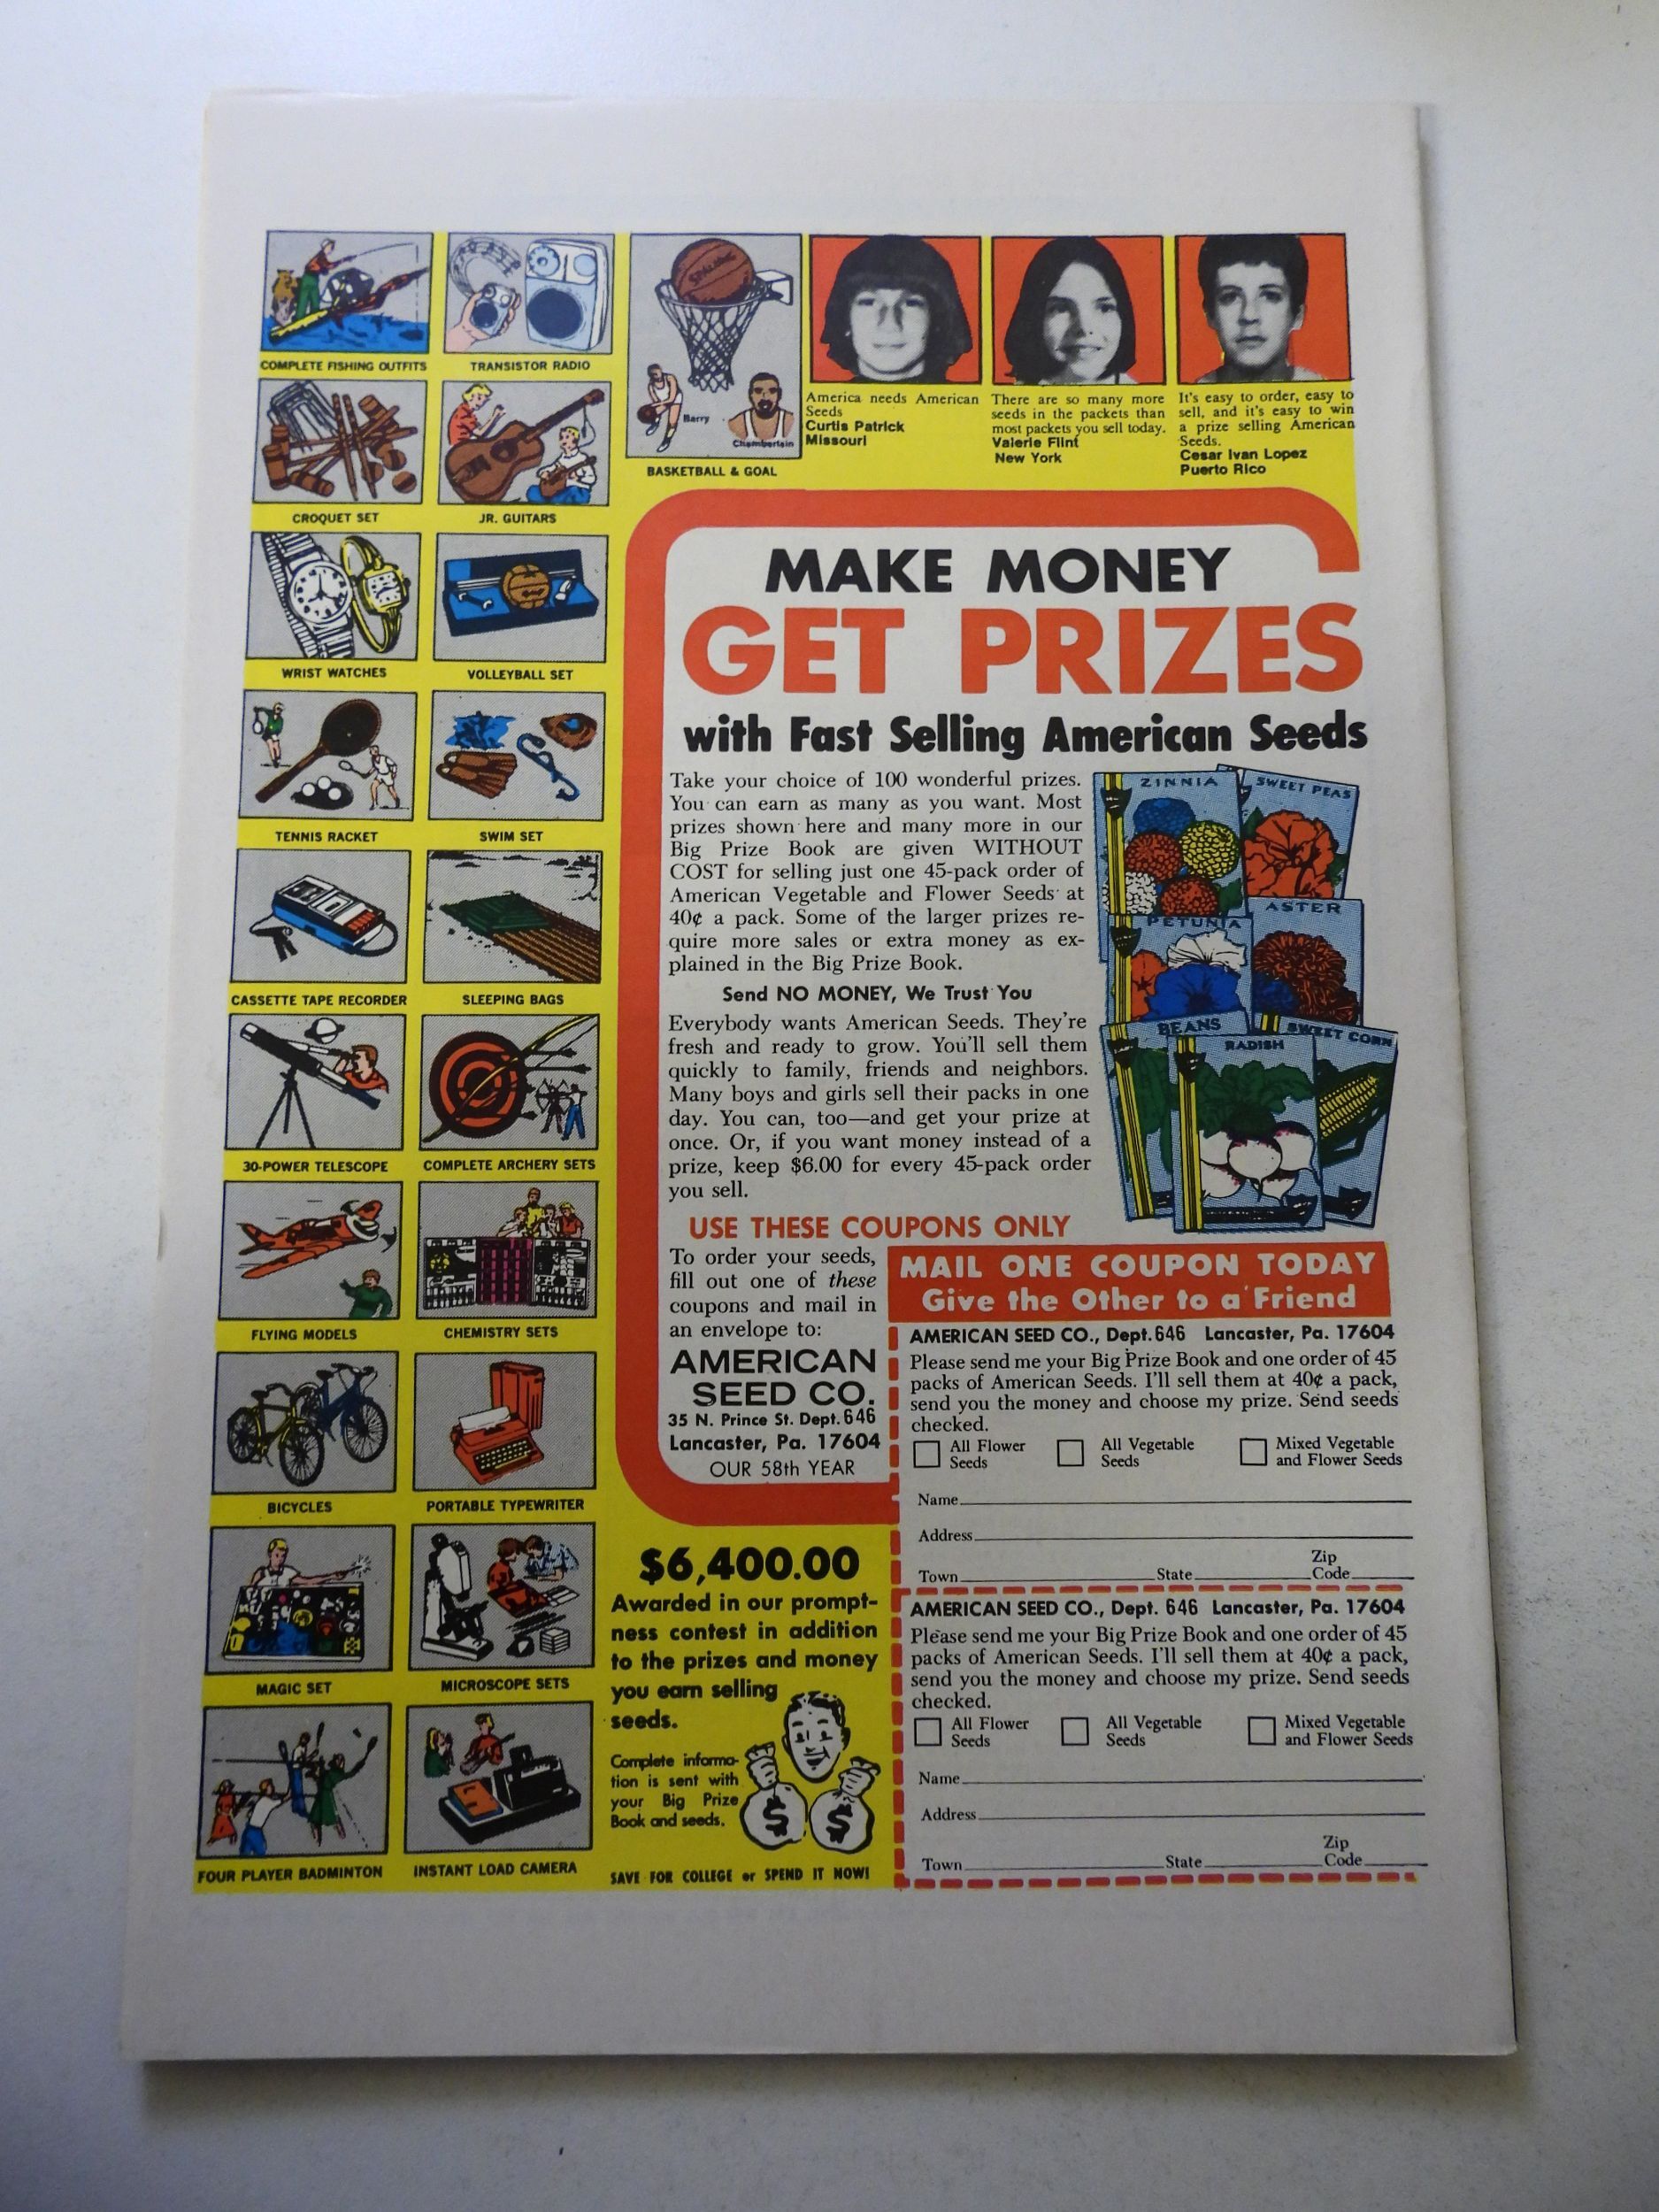 COMPLETE FISHING OUTFITS
TRANSISTOR RADIO
SPALDING
Barry
Chamberlain
BASKETBALL & GOAL
America needs American
Seeds
Curtis Patrick
Missouri
There are so many more
seeds in the packets than
most packets you sell today.
Valerie Flint
New York
It's easy to order, easy to
sell, and it's easy to win
a prize selling American
Seeds.
Cesar Ivan Lopez
Puerto Rico
CROQUET SET
JR. GUITARS
WRIST WATCHES
VOLLEYBALL SET
TENNIS RACKET
SWIM SET
CASSETTE TAPE RECORDER
SLEEPING BAGS
30-POWER TELESCOPE
COMPLETE ARCHERY SETS
FLYING MODELS
CHEMISTRY SETS
BICYCLES
PORTABLE TYPEWRITER
MAGIC SET
MICROSCOPE SETS
FOUR PLAYER BADMINTON
INSTANT LOAD CAMERA
MAKE MONEY
GET PRIZES
with Fast Selling American Seeds
Take your choice of 100 wonderful prizes.
You can earn as many as you want. Most
prizes shown here and many more in our
Big Prize Book are given WITHOUT
COST for selling just one 45-pack order of
American Vegetable and Flower Seeds at
40¢ a pack. Some of the larger prizes re-
quire more sales or extra money as ex-
plained in the Big Prize Book.
Send NO MONEY, We Trust You
Everybody wants American Seeds. They're
fresh and ready to grow. You'll sell them
quickly to family, friends and neighbors.
Many boys and girls sell their packs in one
day. You can, too—and get your prize at
once. Or, if you want money instead of a
prize, keep $6.00 for every 45-pack order
you sell.
ZINNIA
SWEET PEAS
PETUNIA
ASTER
BEANS
RADISH
SWEET CORN
USE THESE COUPONS ONLY
To order your seeds,
fill out one of these
coupons and mail in
an envelope to:
AMERICAN
SEED CO.
35 N. Prince St. Dept. 646
Lancaster, Pa. 17604
OUR 58th YEAR
MAIL ONE COUPON TODAY
Give the Other to a Friend
AMERICAN SEED CO., Dept. 646 Lancaster, Pa. 17604
Please send me your Big Prize Book and one order of 45
packs of American Seeds. I'll sell them at 40¢ a pack,
send you the money and choose my prize. Send seeds
checked.
All Flower
Seeds
All Vegetable
Seeds
Mixed Vegetable
and Flower Seeds
Name
Address
Town State Zip
Code
AMERICAN SEED CO., Dept. 646 Lancaster, Pa. 17604
Please send me your Big Prize Book and one order of 45
packs of American Seeds. I'll sell them at 40¢ a pack,
send you the money and choose my prize. Send seeds
checked.
All Flower
Seeds
All Vegetable
Seeds
Mixed Vegetable
and Flower Seeds
Name
Address
Town State Zip
Code
$6,400.00
Awarded in our prompt-
ness contest in addition
to the prizes and money
you earn selling
seeds.
Complete informa-
tion is sent with
your Big Prize
Book and seeds.
$ $
SAVE FOR COLLEGE or SPEND IT NOW!